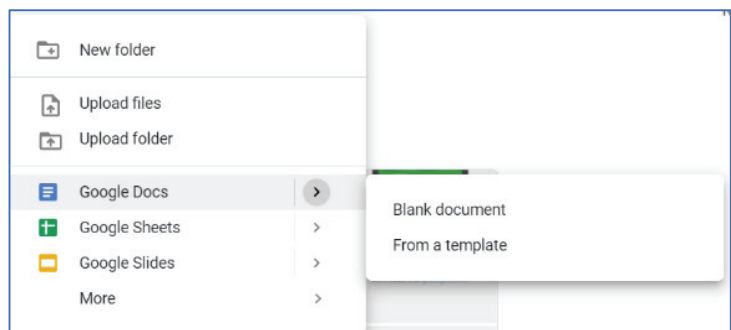 New folder
Upload files
Upload folder
Google Docs
Google Sheets
Google Slides
More
Blank document
From a template